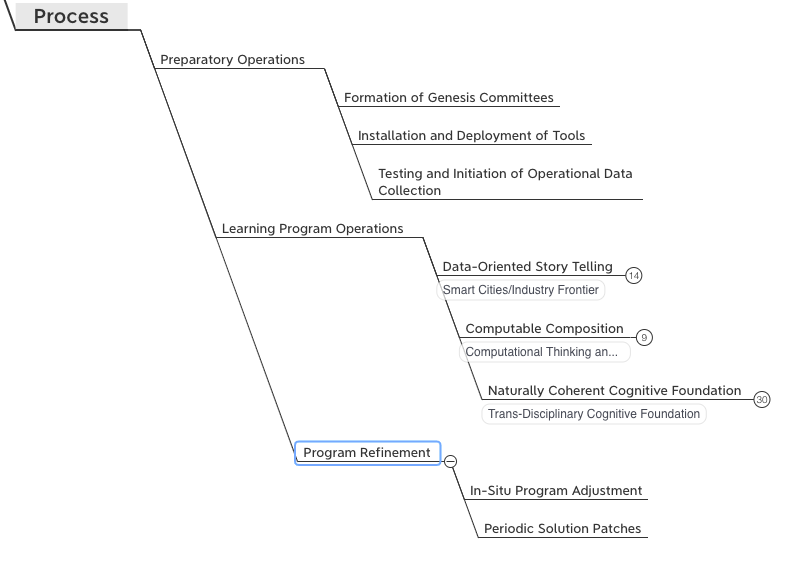 Process
Preparatory Operations
Formation of Genesis Committees
Installation and Deployment of Tools
Testing and Initiation of Operational Data
Collection
Learning Program Operations
Data-Oriented Story Telling
14
Smart Cities/Industry Frontier
Computable Composition
9
Computational Thinking an...
Naturally Coherent Cognitive Foundation
30
Trans-Disciplinary Cognitive Foundation
Program Refinement
In-Situ Program Adjustment
Periodic Solution Patches